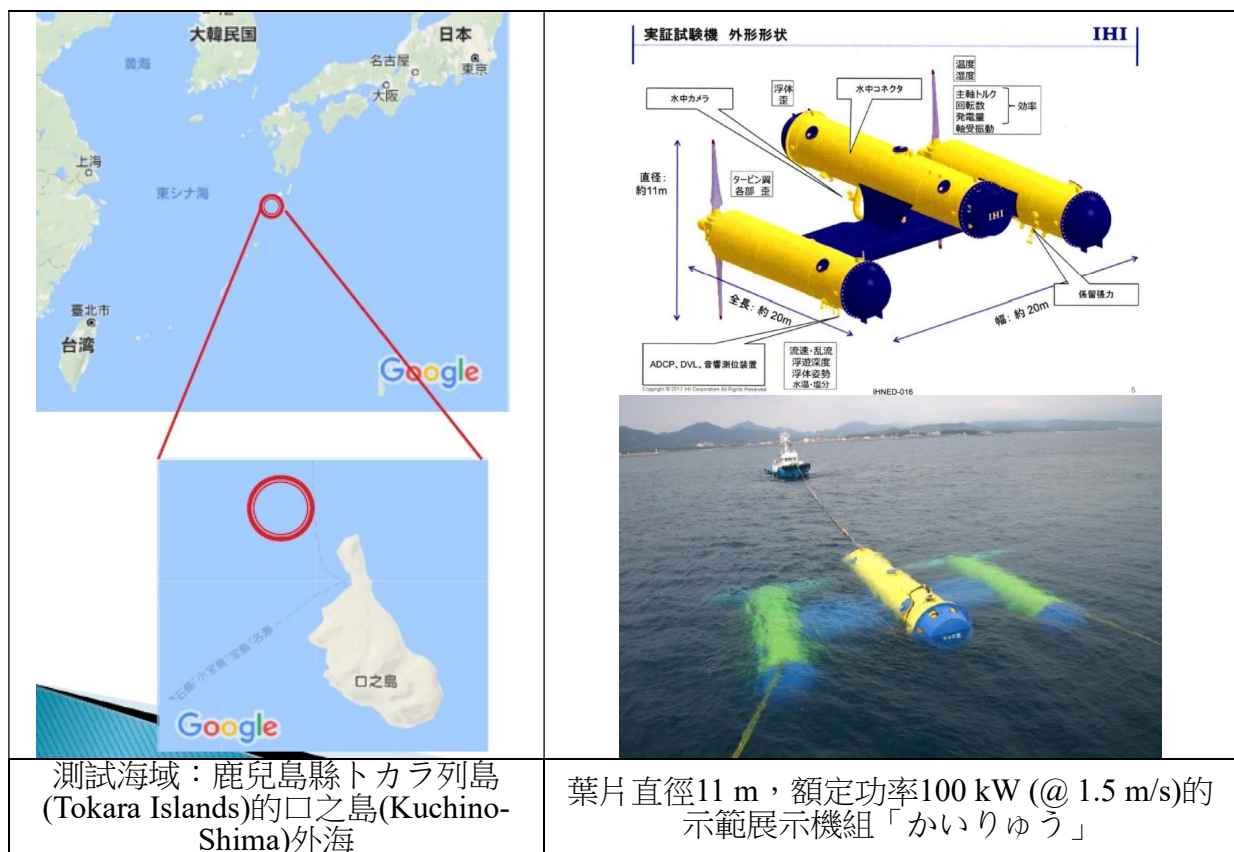 大韓民国
日本
黄海
名古屋
東京
大阪
上海
東シナ海
臺北市
台湾
Google
口之島
Google
測試海域：鹿兒島縣トカラ列島
(Tokara Islands)的口之島(Kuchino-
Shima)外海
実証試験機 外形形状
IHI
温度
湿度
浮体
歪
水中コネクタ
水中カメラ
主軸トルク
回転数
発電量
軸受振動
効率
直径：
約11m
タービン翼
各部 歪
IHI
全長：約 20m
幅：約 20m
係留張力
ADCP、DVL、音響測位装置
流速・乱流
浮遊深度
浮体姿勢
水温・塩分
Copyright © 2017 IHI Corporation All Rights Reserved.
IHNED-016
5
葉片直徑11 m，額定功率100 kW (@ 1.5 m/s)的
示範展示機組「かいりゅう」